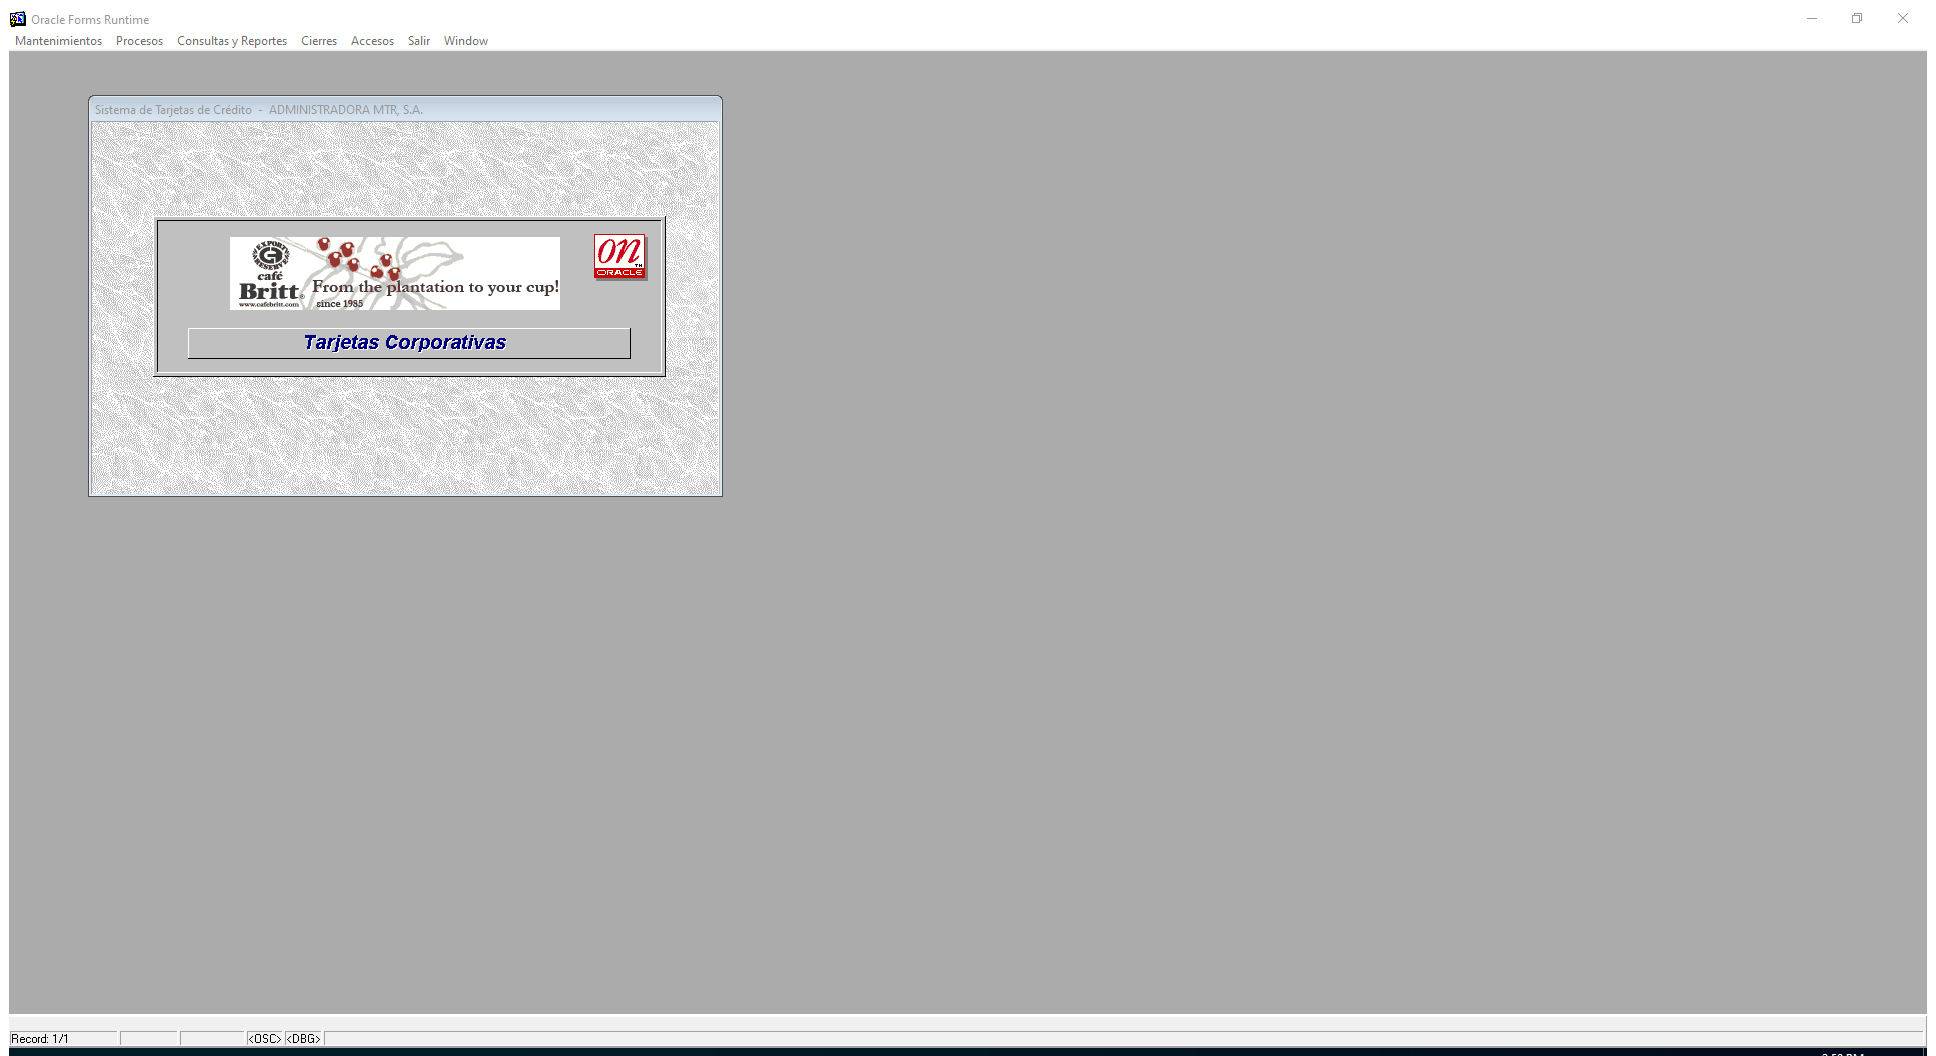 Oracle Forms Runtime
Mantenimientos Procesos Consultas y Reportes Cierres Accesos Salir Window
Sistema de Tarjetas de Crédito - ADMINISTRADORA MTR, S.A.
EXPORT
RESERVE
café
Britt®
www.cafebritt.com
From the plantation to your cup!
since 1985
on™
ORACLE
Tarjetas Corporativas
Record: 1/1 <OSC> <DBG>